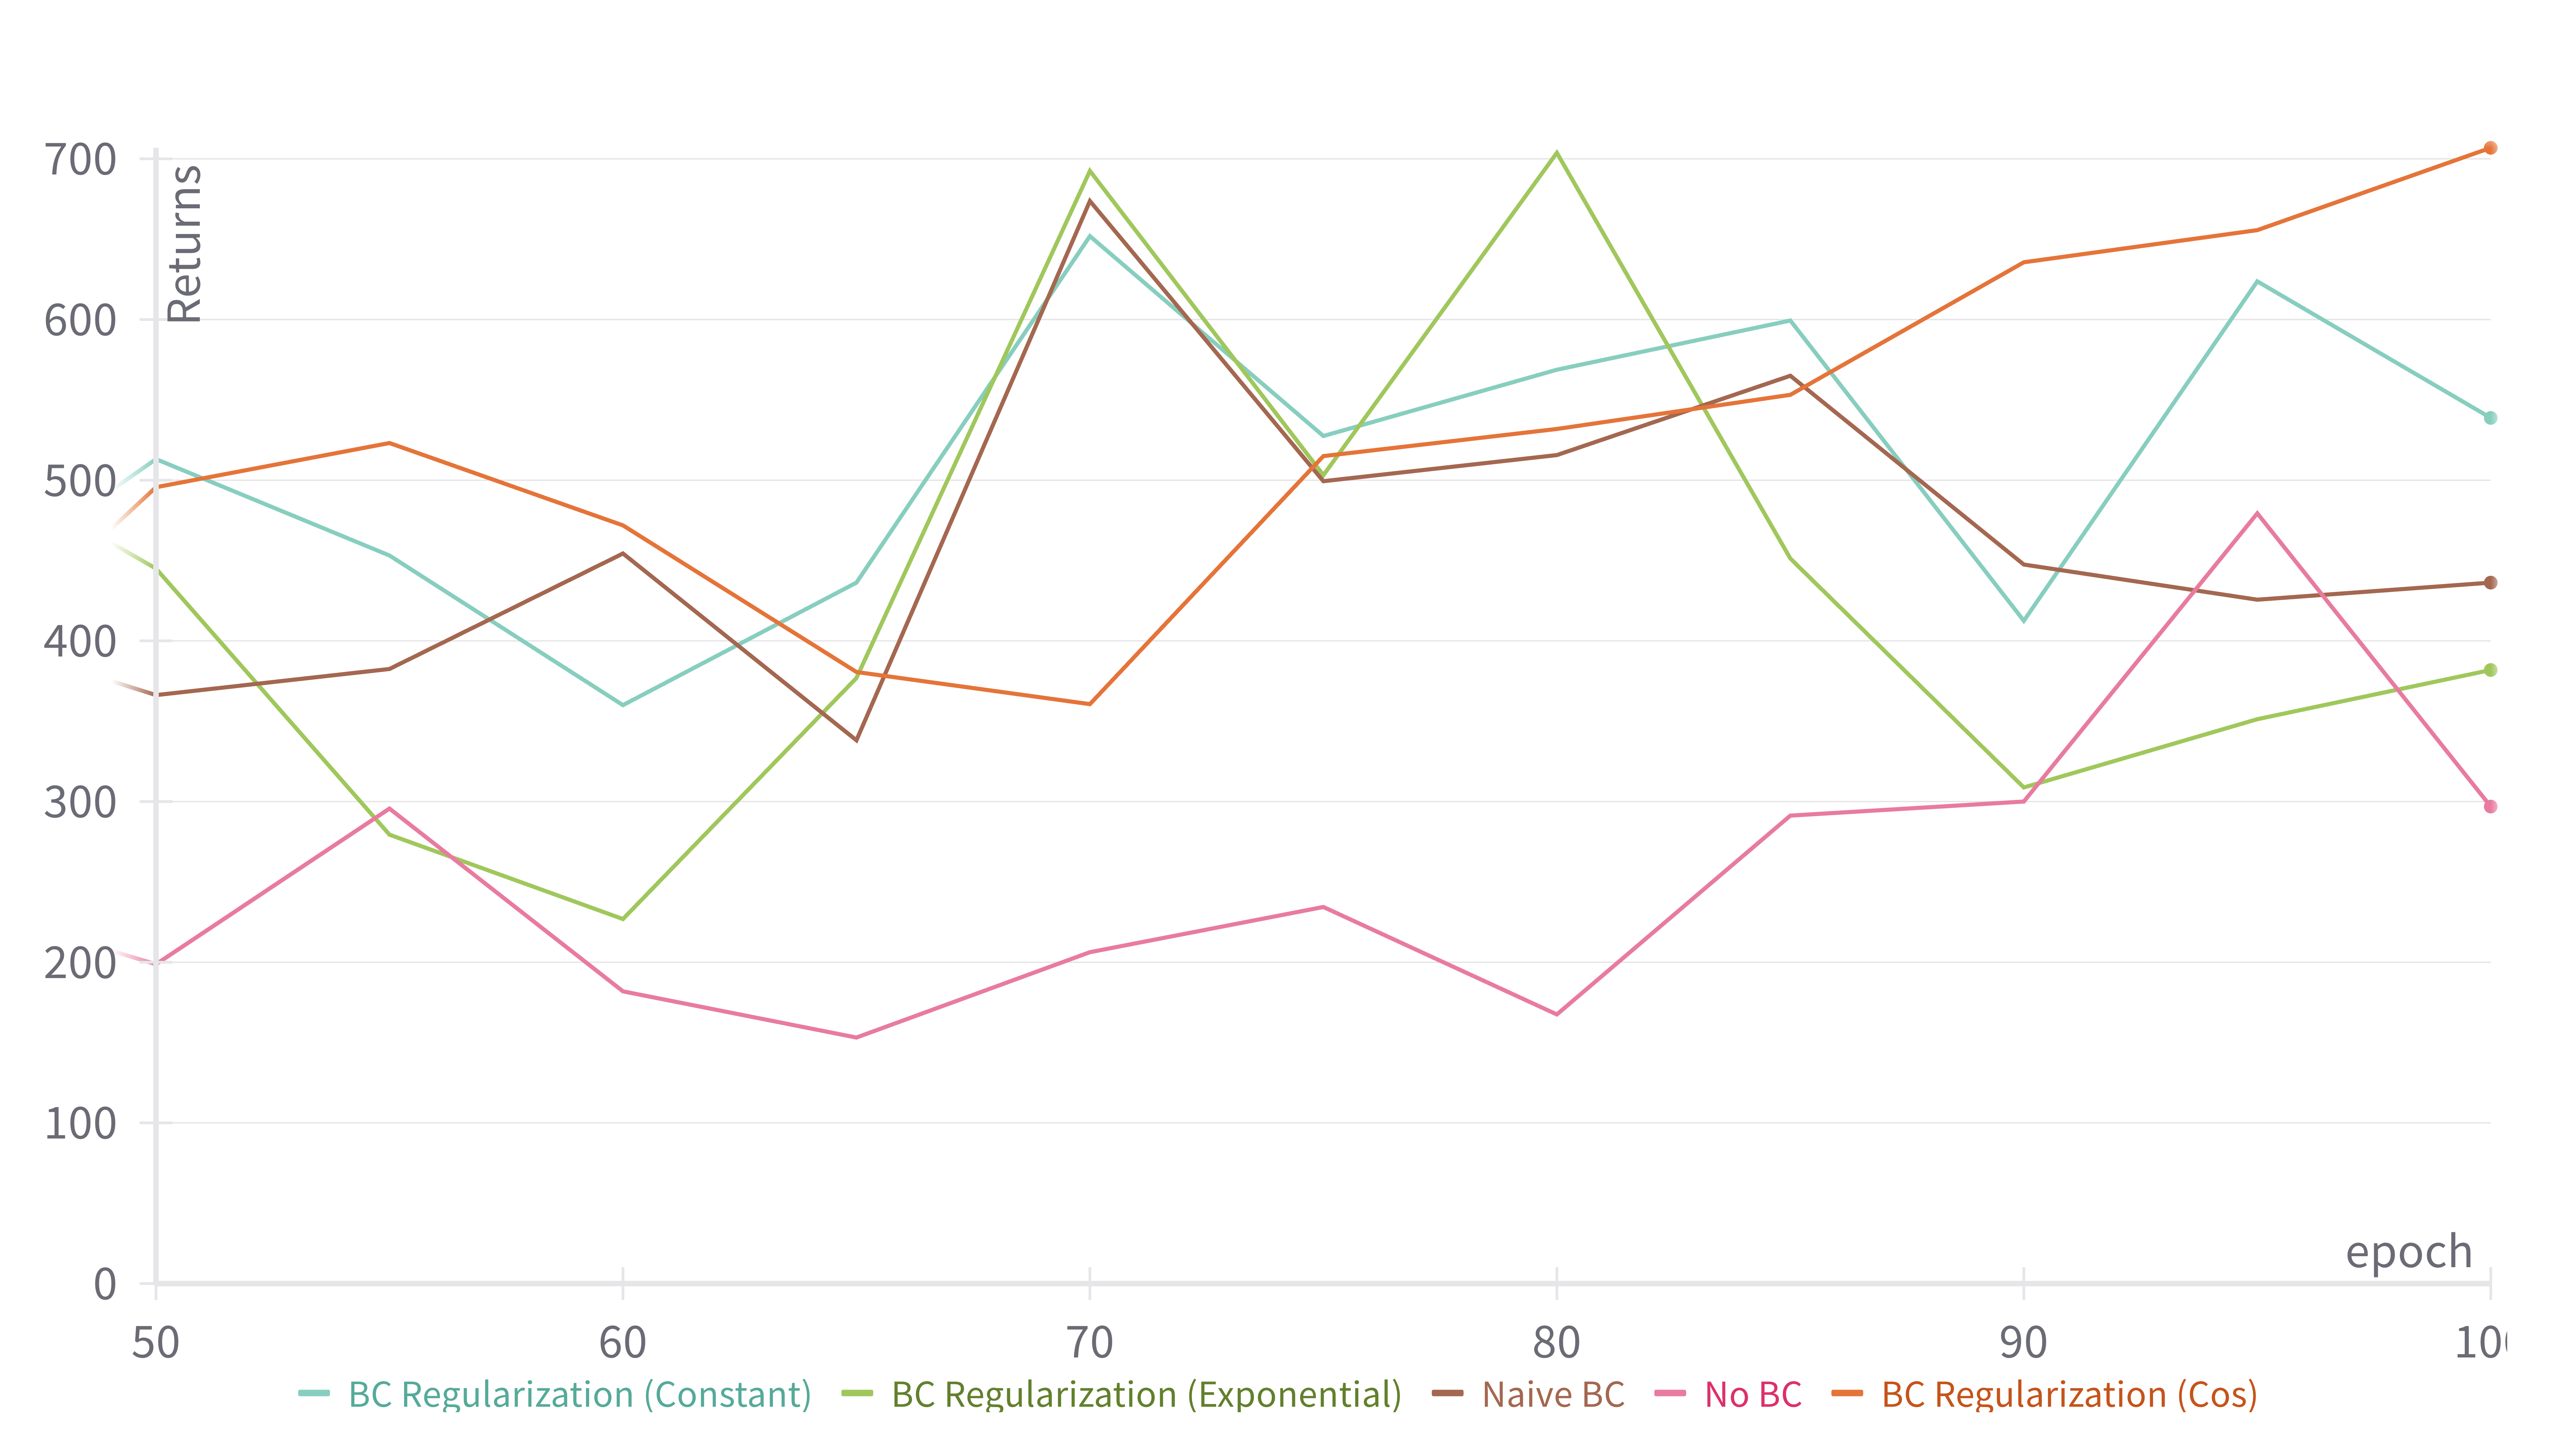 Returns
700
600
500
400
300
200
100
0
epoch
50 60 70 80 90 100
BC Regularization (Constant) BC Regularization (Exponential) Naive BC No BC BC Regularization (Cos)